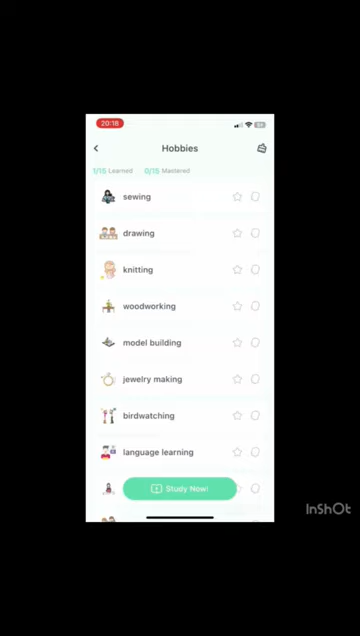 20:18
Hobbies
1/15 Learned 0/15 Mastered
sewing
drawing
knitting
woodworking
model building
jewelry making
birdwatching
language learning
Study Now!
InShOt